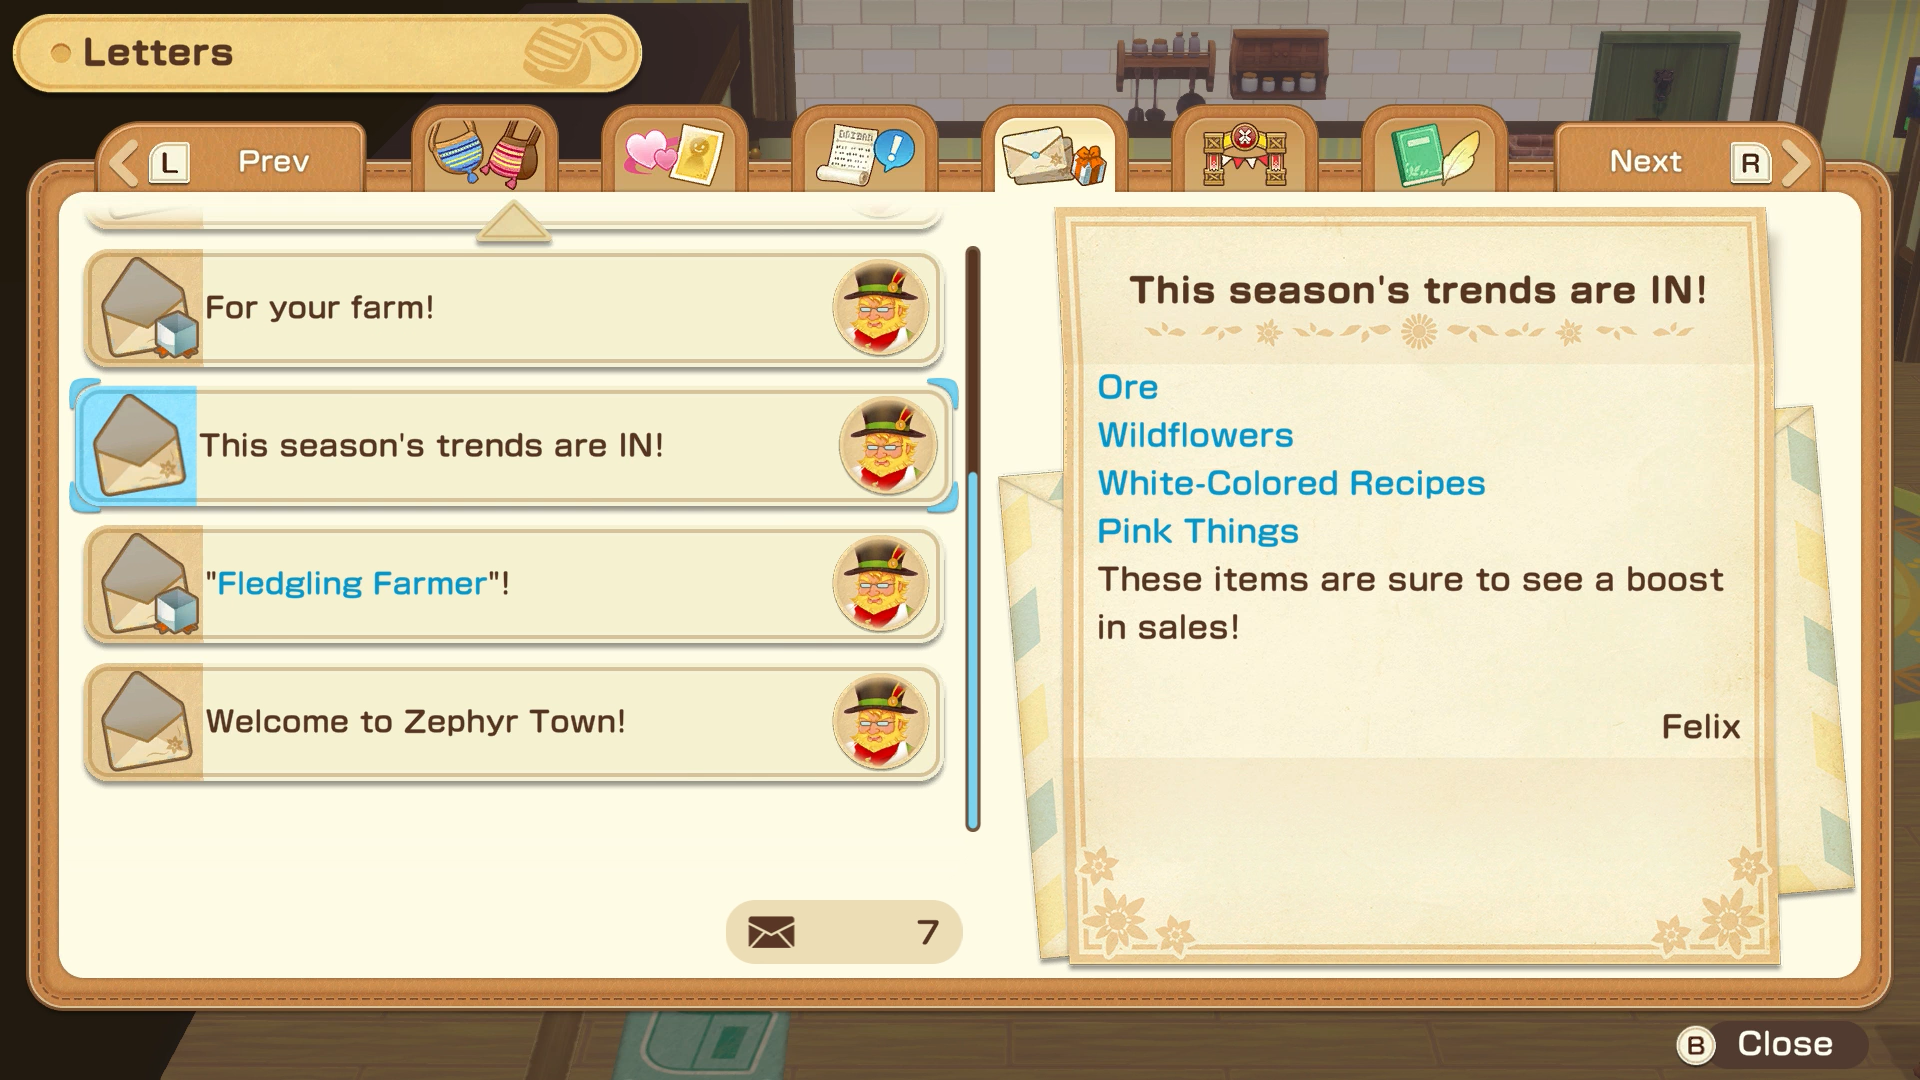 Letters
L Prev
Next R
For your farm!
This season's trends are IN!
"Fledgling Farmer"!
Welcome to Zephyr Town!
7
This season's trends are IN!
Ore
Wildflowers
White-Colored Recipes
Pink Things
These items are sure to see a boost
in sales!
Felix
B Close